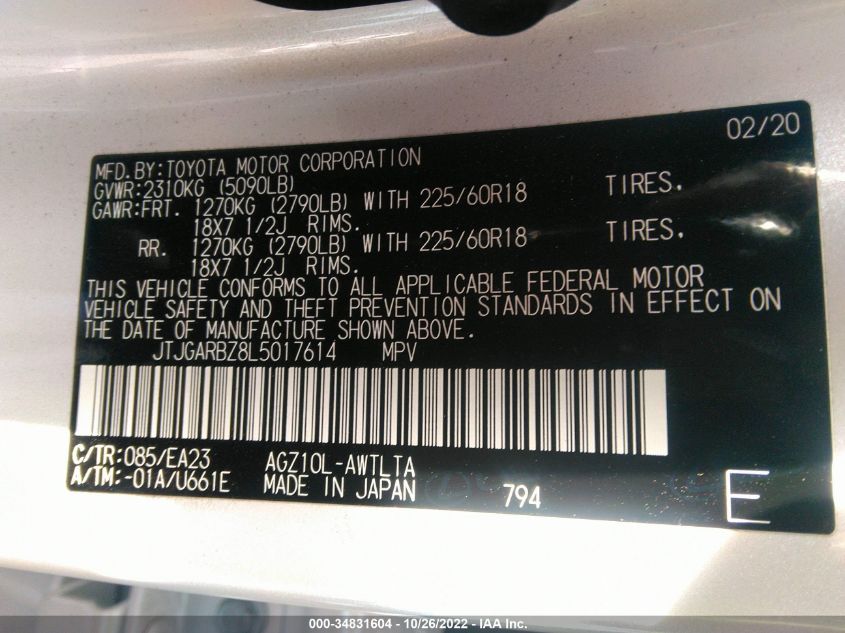 02/20
MFD.BY:TOYOTA MOTOR CORPORATION
GVWR:2310KG (5090LB)
GAWR:FRT. 1270KG (2790LB) WITH 225/60R18 TIRES,
18X7 1/2J RIMS.
RR. 1270KG (2790LB) WITH 225/60R18 TIRES,
18X7 1/2J RIMS.
THIS VEHICLE CONFORMS TO ALL APPLICABLE FEDERAL MOTOR
VEHICLE SAFETY AND THEFT PREVENTION STANDARDS IN EFFECT ON
THE DATE OF MANUFACTURE SHOWN ABOVE.
JTJGARBZ8L5017614 MPV
C/TR:085/EA23 AGZ10L-AWTLTA
A/TM:-01A/U661E MADE IN JAPAN 794 E
000-34831604 - 10/26/2022 - IAA Inc.